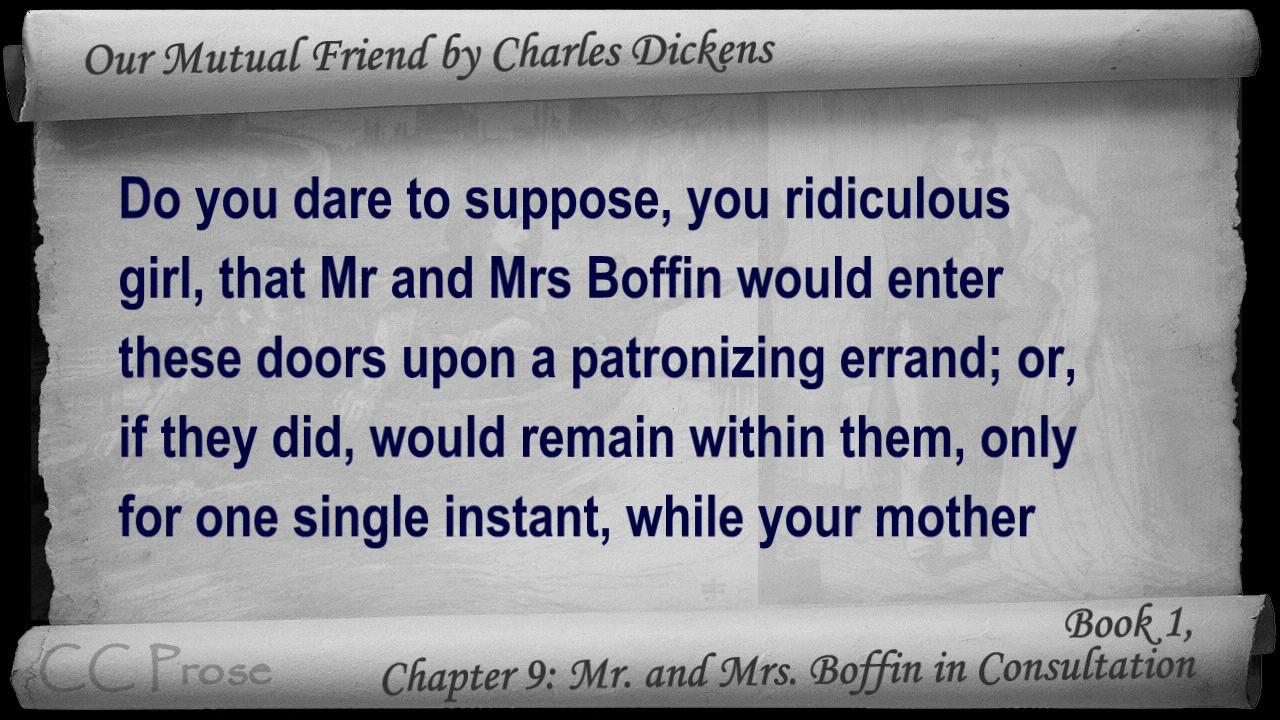 Our Mutual Friend by Charles Dickens
Do you dare to suppose, you ridiculous
girl, that Mr and Mrs Boffin would enter
these doors upon a patronizing errand; or,
if they did, would remain within them, only
for one single instant, while your mother
Book 1,
CC Prose
Chapter 9: Mr. and Mrs. Boffin in Consultation